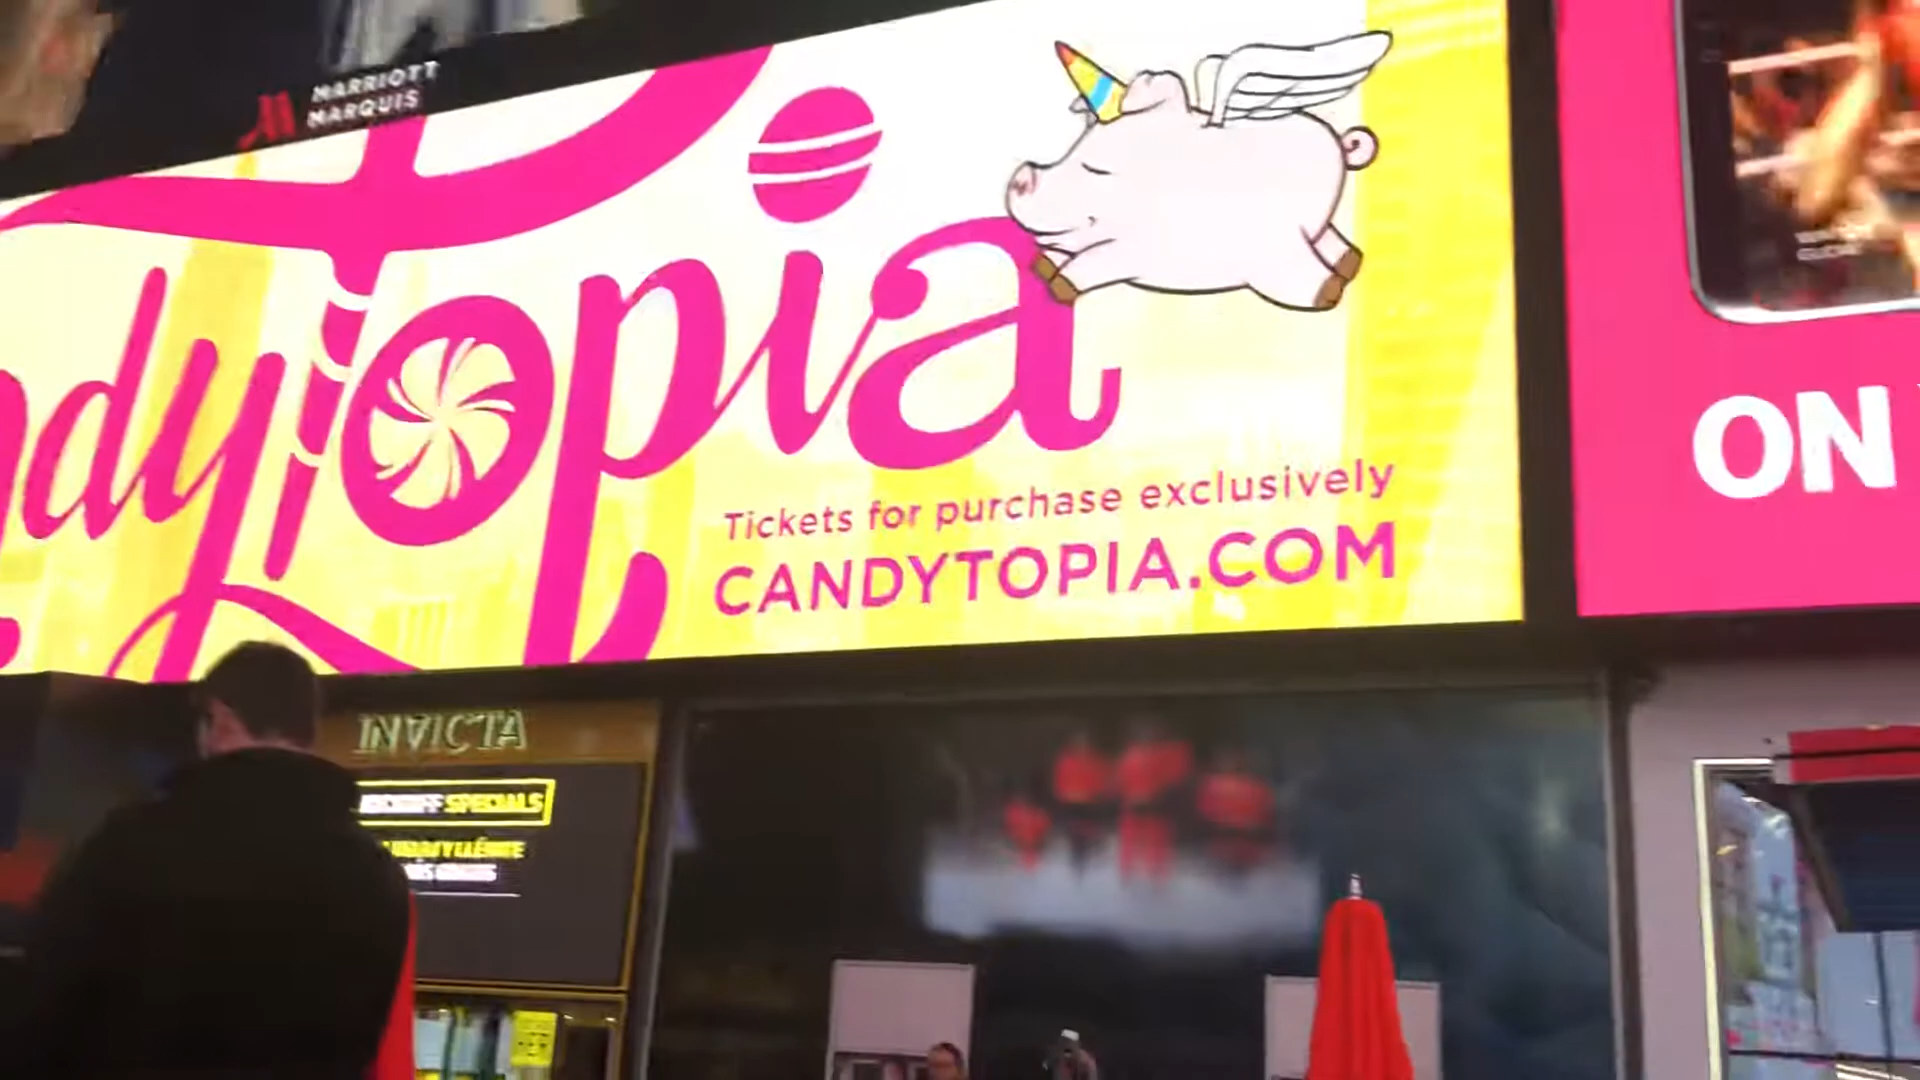 MARRIOTT
MARQUIS
ndytopia
Tickets for purchase exclusively
CANDYTOPIA.COM
ON
INVICTA
SPECIALS